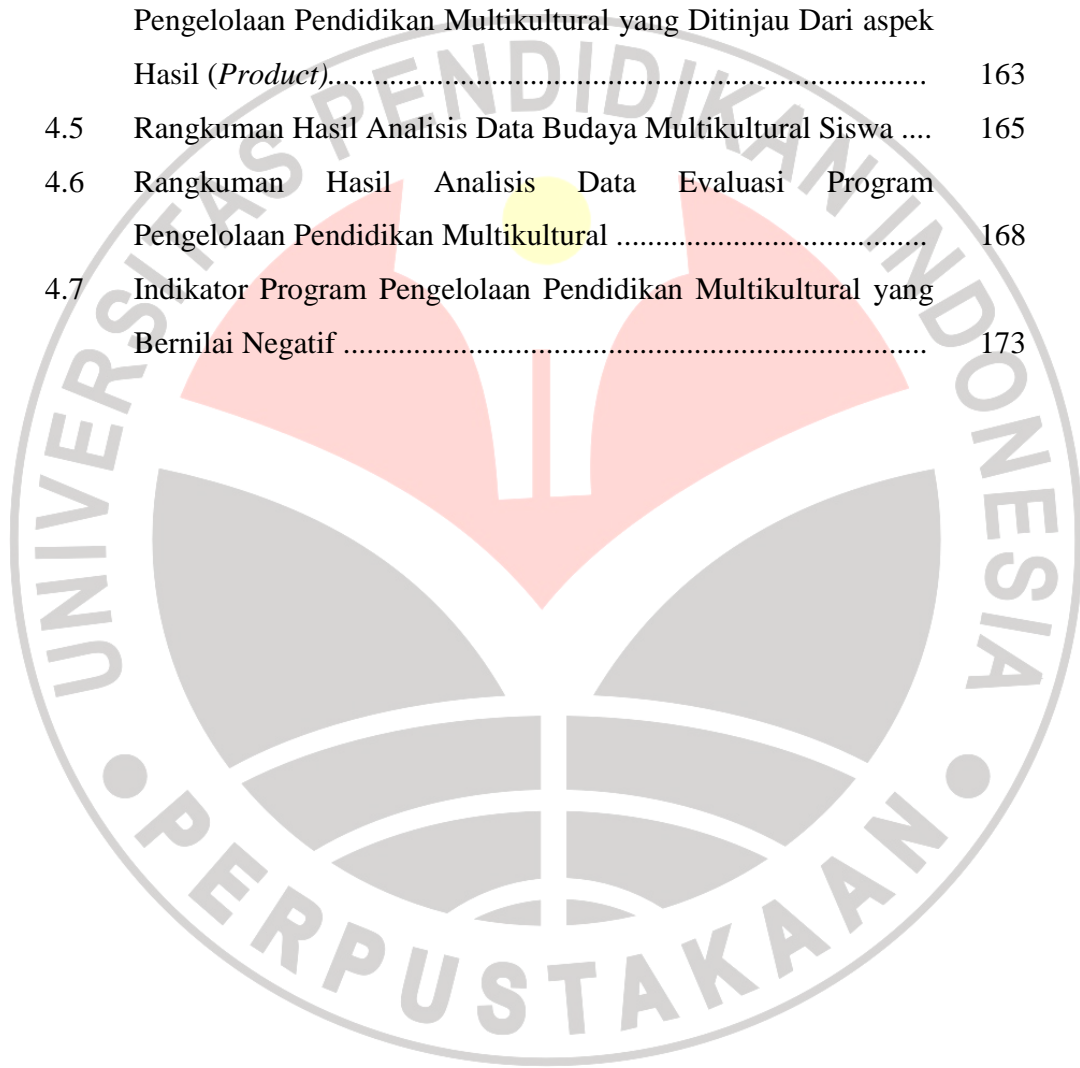 Pengelolaan Pendidikan Multikultural yang Ditinjau Dari aspek
Hasil (Product)............................................................................ 163
4.5 Rangkuman Hasil Analisis Data Budaya Multikultural Siswa .... 165
4.6 Rangkuman Hasil Analisis Data Evaluasi Program
Pengelolaan Pendidikan Multikultural ........................................ 168
4.7 Indikator Program Pengelolaan Pendidikan Multikultural yang
Bernilai Negatif ........................................................................... 173
UNIVERSITAS PENDIDIKAN INDONESIA
PERPUSTAKAAN